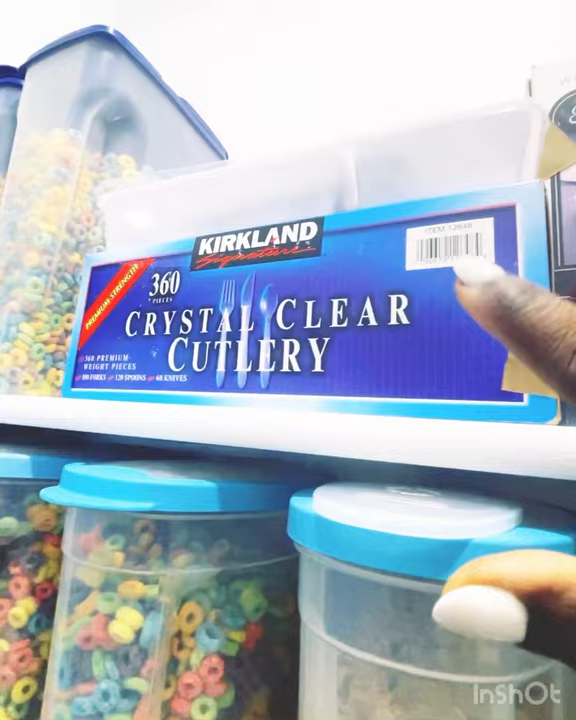 KIRKLAND
Signature
ITEM 12648
PREMIUM-STRENGTH
360
PIECES
CRYSTAL CLEAR
CUTLERY
360 PREMIUM
WEIGHT PIECES
180 FORKS 120 SPOONS 60 KNIVES
InShOt